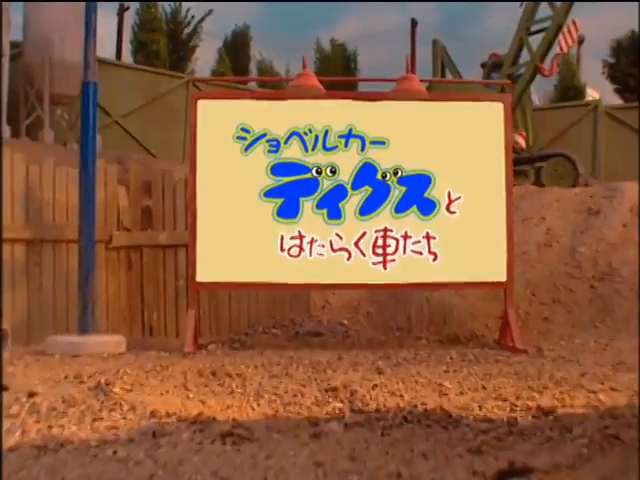 ショベルカー
ディグスと
はたらく車たち